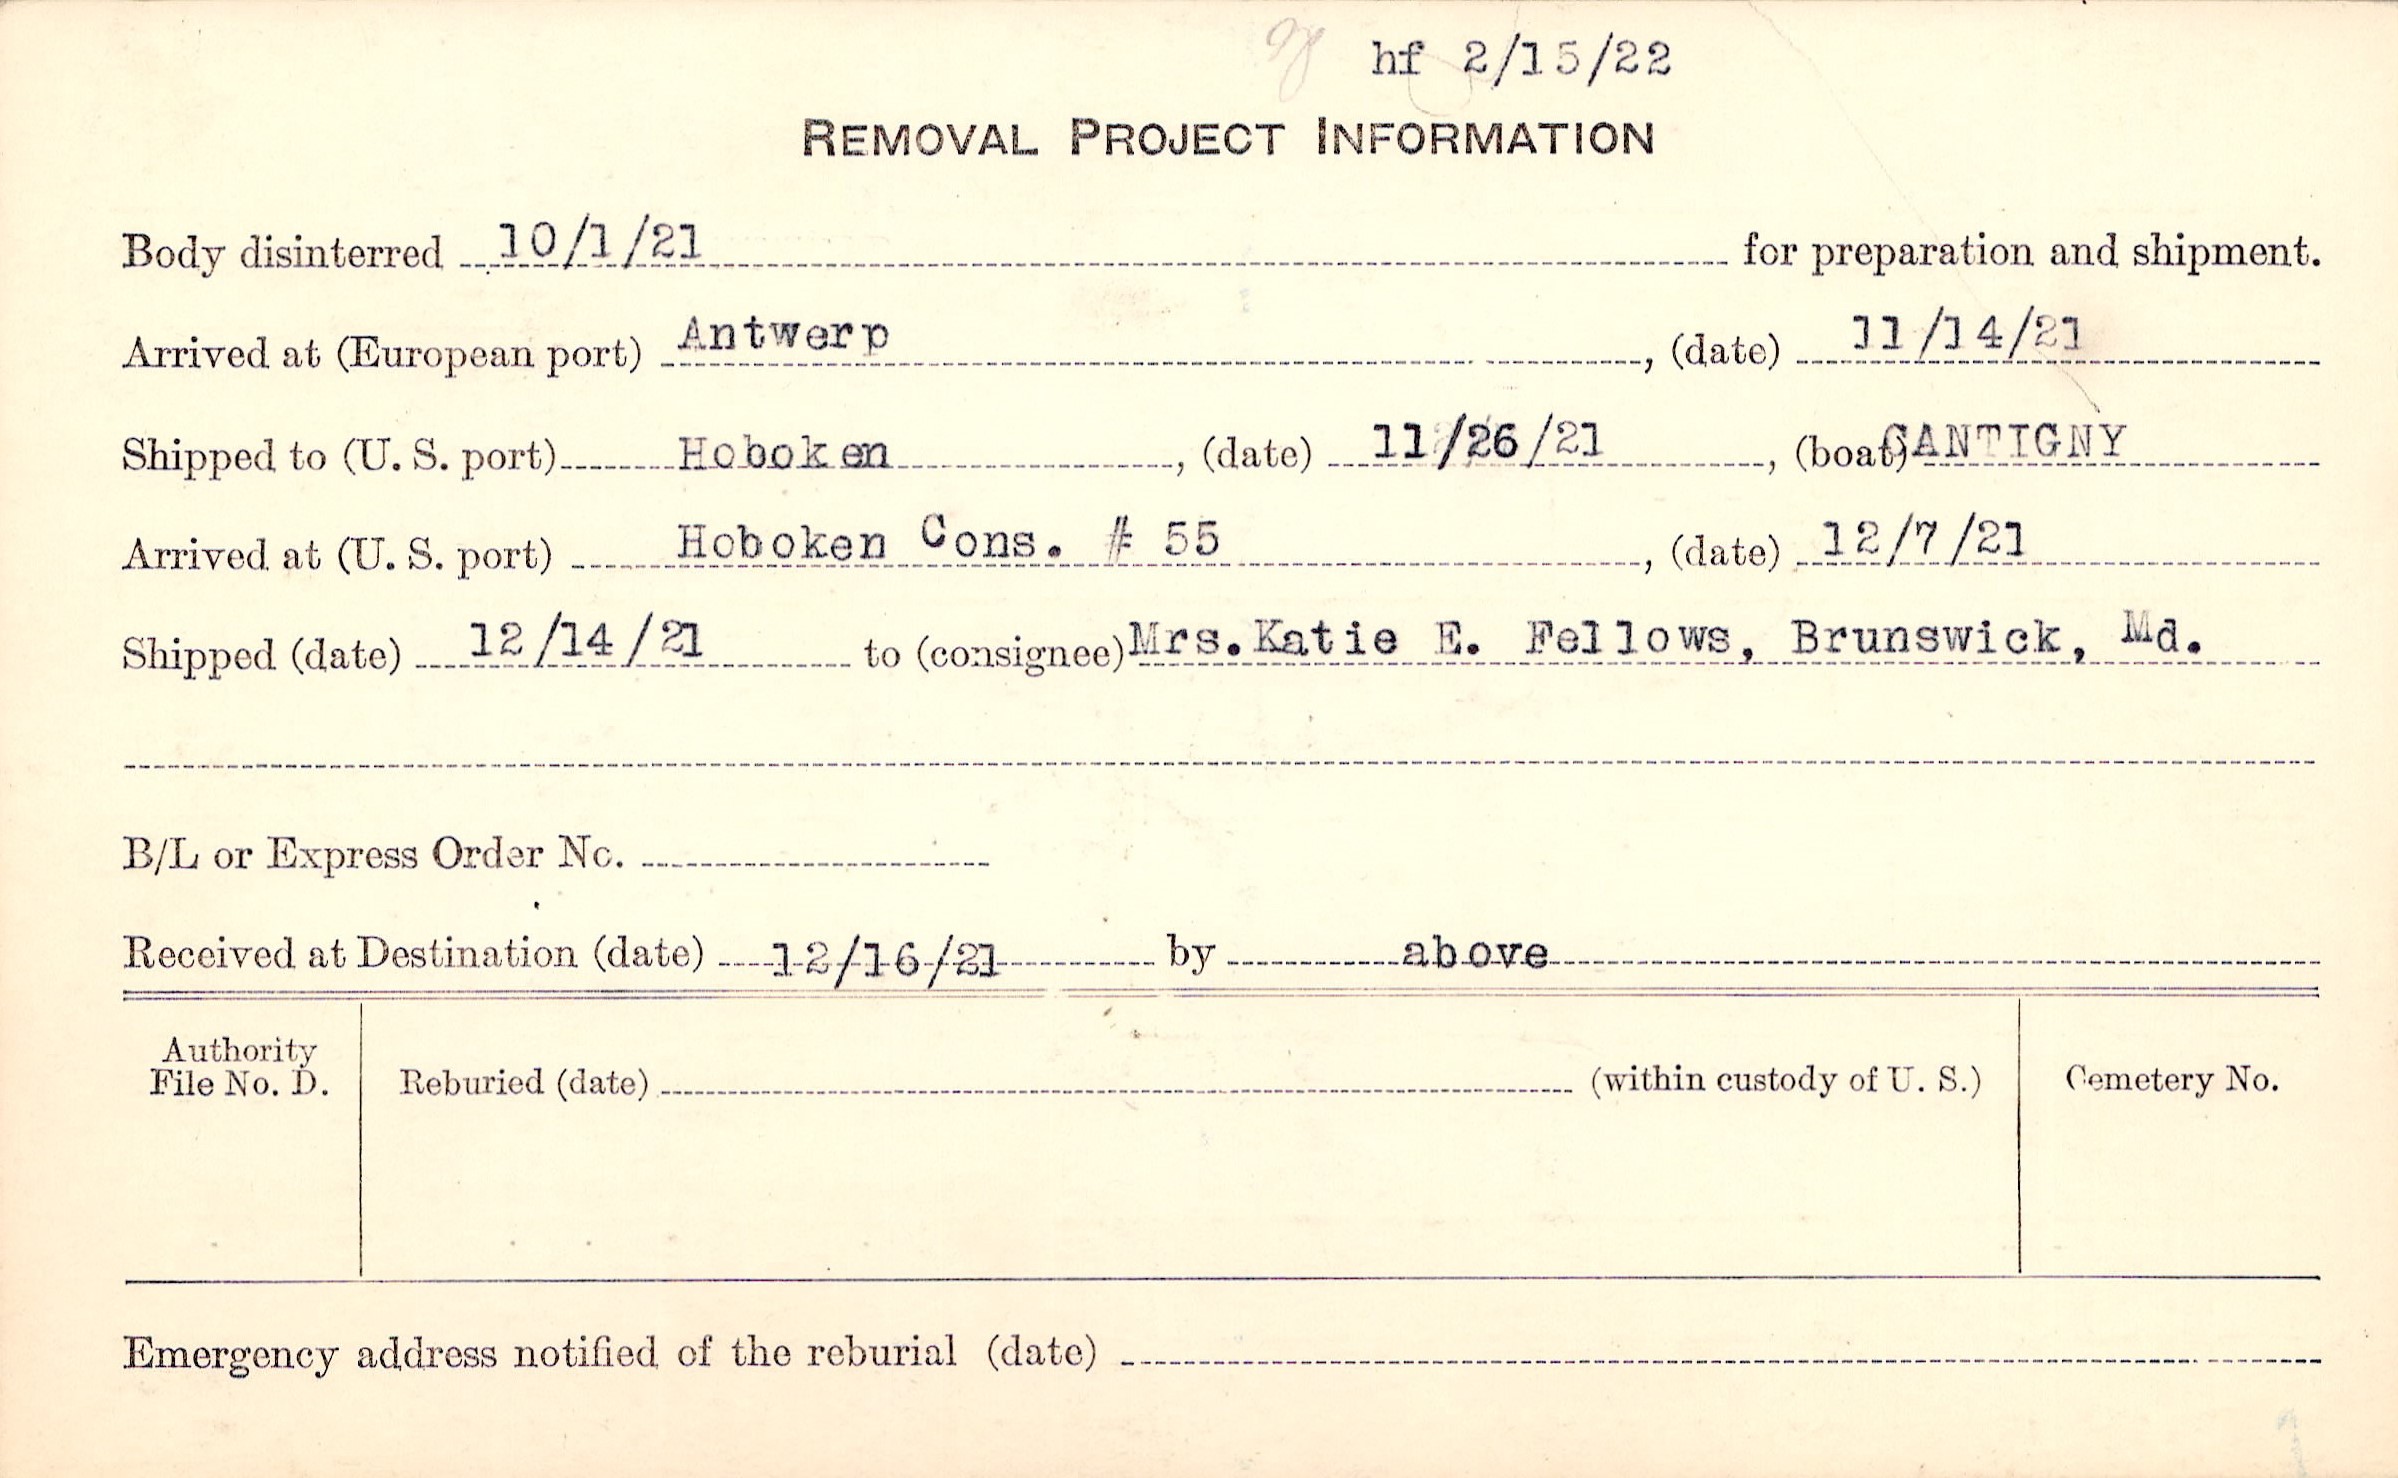 hf 2/15/22
REMOVAL PROJECT INFORMATION
Body disinterred 10/1/21 for preparation and shipment.
Arrived at (European port) Antwerp, (date) 11/14/21
Shipped to (U. S. port) Hoboken, (date) 11/26/21, (boat) CANTIGNY
Arrived at (U. S. port) Hoboken Cons. # 55, (date) 12/7/21
Shipped (date) 12/14/21 to (consignee) Mrs. Katie E. Fellows, Brunswick, Md.
B/L or Express Order No.
Received at Destination (date) 12/16/21 by above
Authority
File No. D.
Reburied (date) (within custody of U. S.)
Cemetery No.
Emergency address notified of the reburial (date)